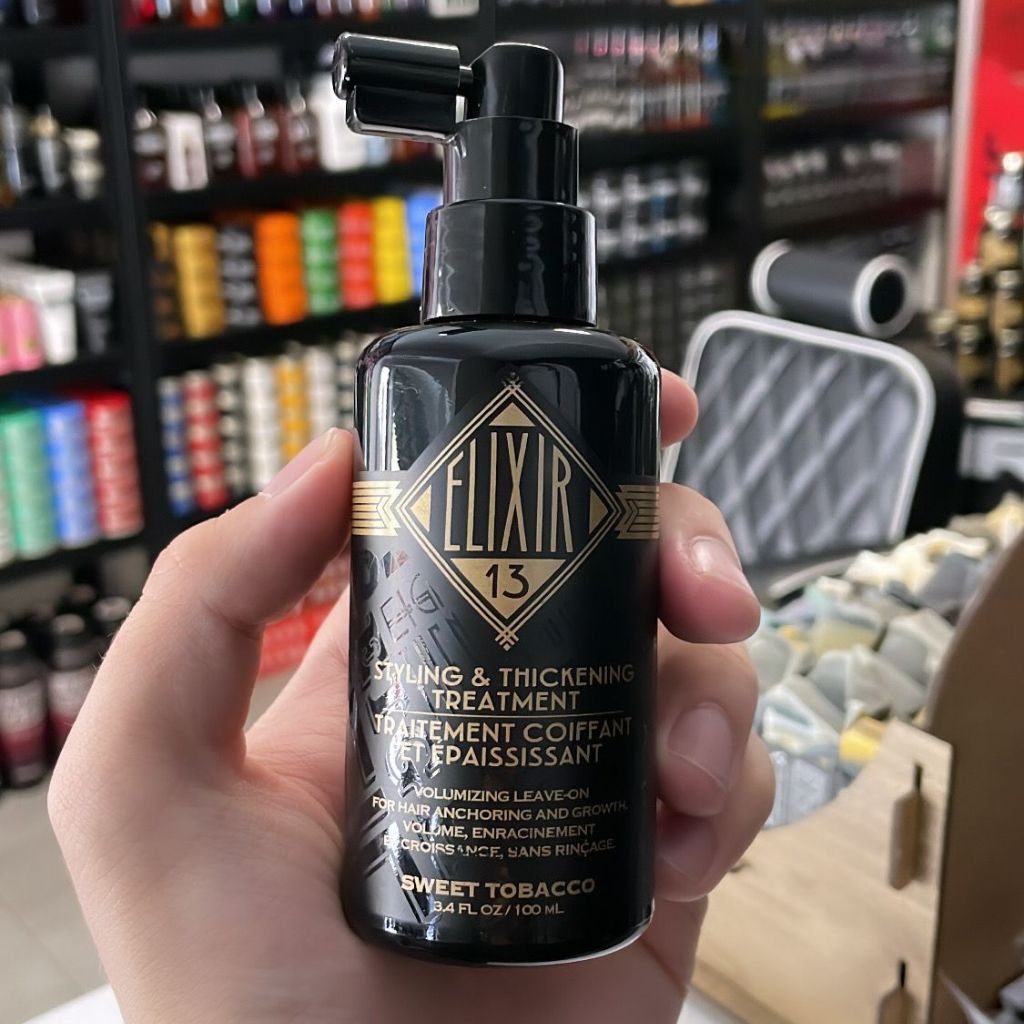 ELIXIR
13
STYLING & THICKENING
TREATMENT
TRAITEMENT COIFFANT
ET ÉPAISSISSANT
VOLUMIZING LEAVE-ON
FOR HAIR ANCHORING AND GROWTH.
VOLUME, ENRACINEMENT
ET CROISSANCE, SANS RINÇAGE
SWEET TOBACCO
3.4 FL OZ / 100 ML